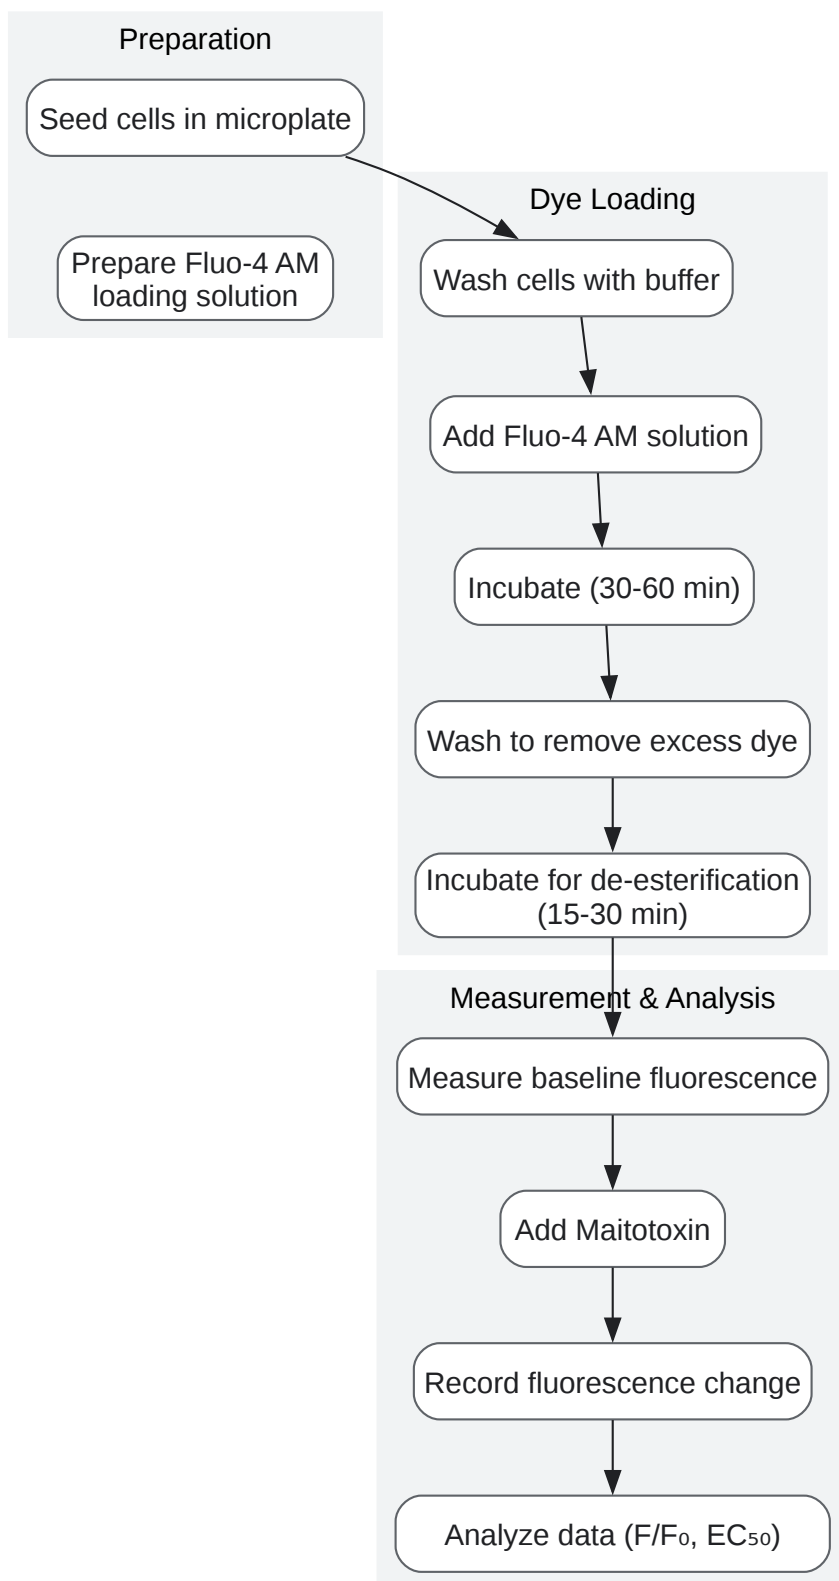 Preparation
Seed cells in microplate
Prepare Fluo-4 AM
loading solution
Dye Loading
Wash cells with buffer
Add Fluo-4 AM solution
Incubate (30-60 min)
Wash to remove excess dye
Incubate for de-esterification
(15-30 min)
Measurement & Analysis
Measure baseline fluorescence
Add Maitotoxin
Record fluorescence change
Analyze data (F/F₀, EC₅₀)